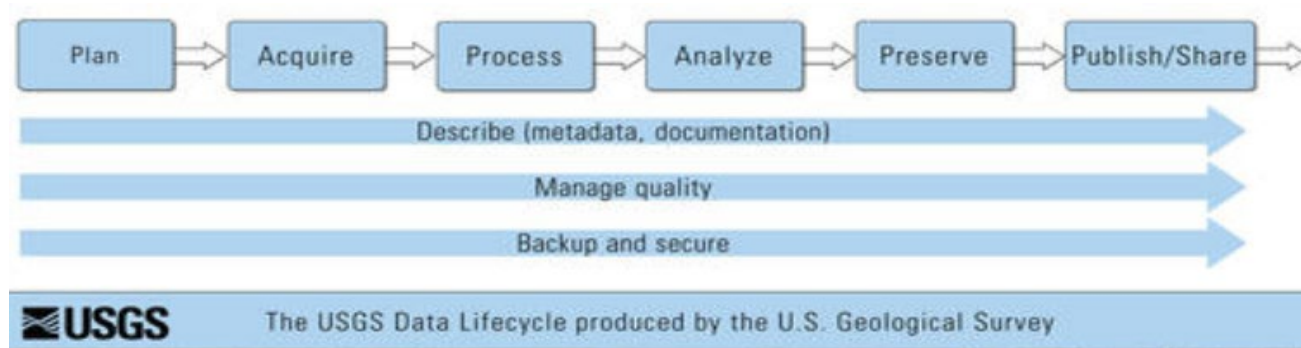 Plan Acquire Process Analyze Preserve Publish/Share
Describe (metadata, documentation)
Manage quality
Backup and secure
USGS The USGS Data Lifecycle produced by the U.S. Geological Survey